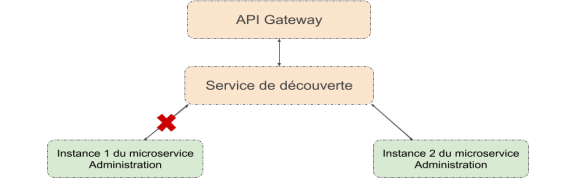 API Gateway
Service de découverte
Instance 1 du microservice
Administration
Instance 2 du microservice
Administration